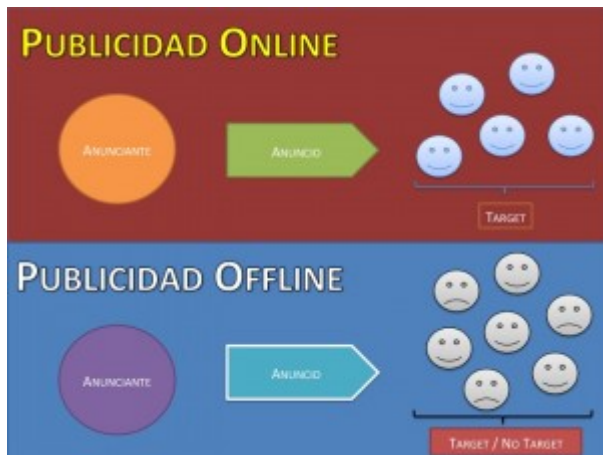 PUBLICIDAD ONLINE
ANUNCIANTE
ANUNCIO
TARGET
PUBLICIDAD OFFLINE
ANUNCIANTE
ANUNCIO
TARGET / NO TARGET